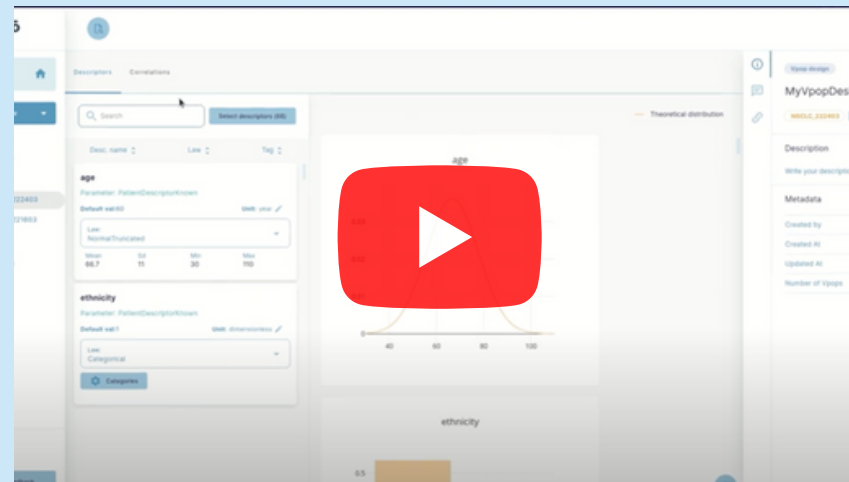 Descriptors Correlations
Search
Select descriptors (69)
Desc. name Law Tag
age
Parameter: PatientDescriptorKnown
Default val:60 Unit: year
Law:
NormalTruncated
Mean Sd Min Max
66.7 11 30 110
ethnicity
Parameter: PatientDescriptorKnown
Default val:1 Unit: dimensionless
Law:
Categorical
Categories
Theoretical distribution
age
0
40 60 80 100
ethnicity
0.5
Vpop design
MyVpopDes
Description
Write your descriptio
Metadata
Created by
Created At
Updated At
Number of Vpops